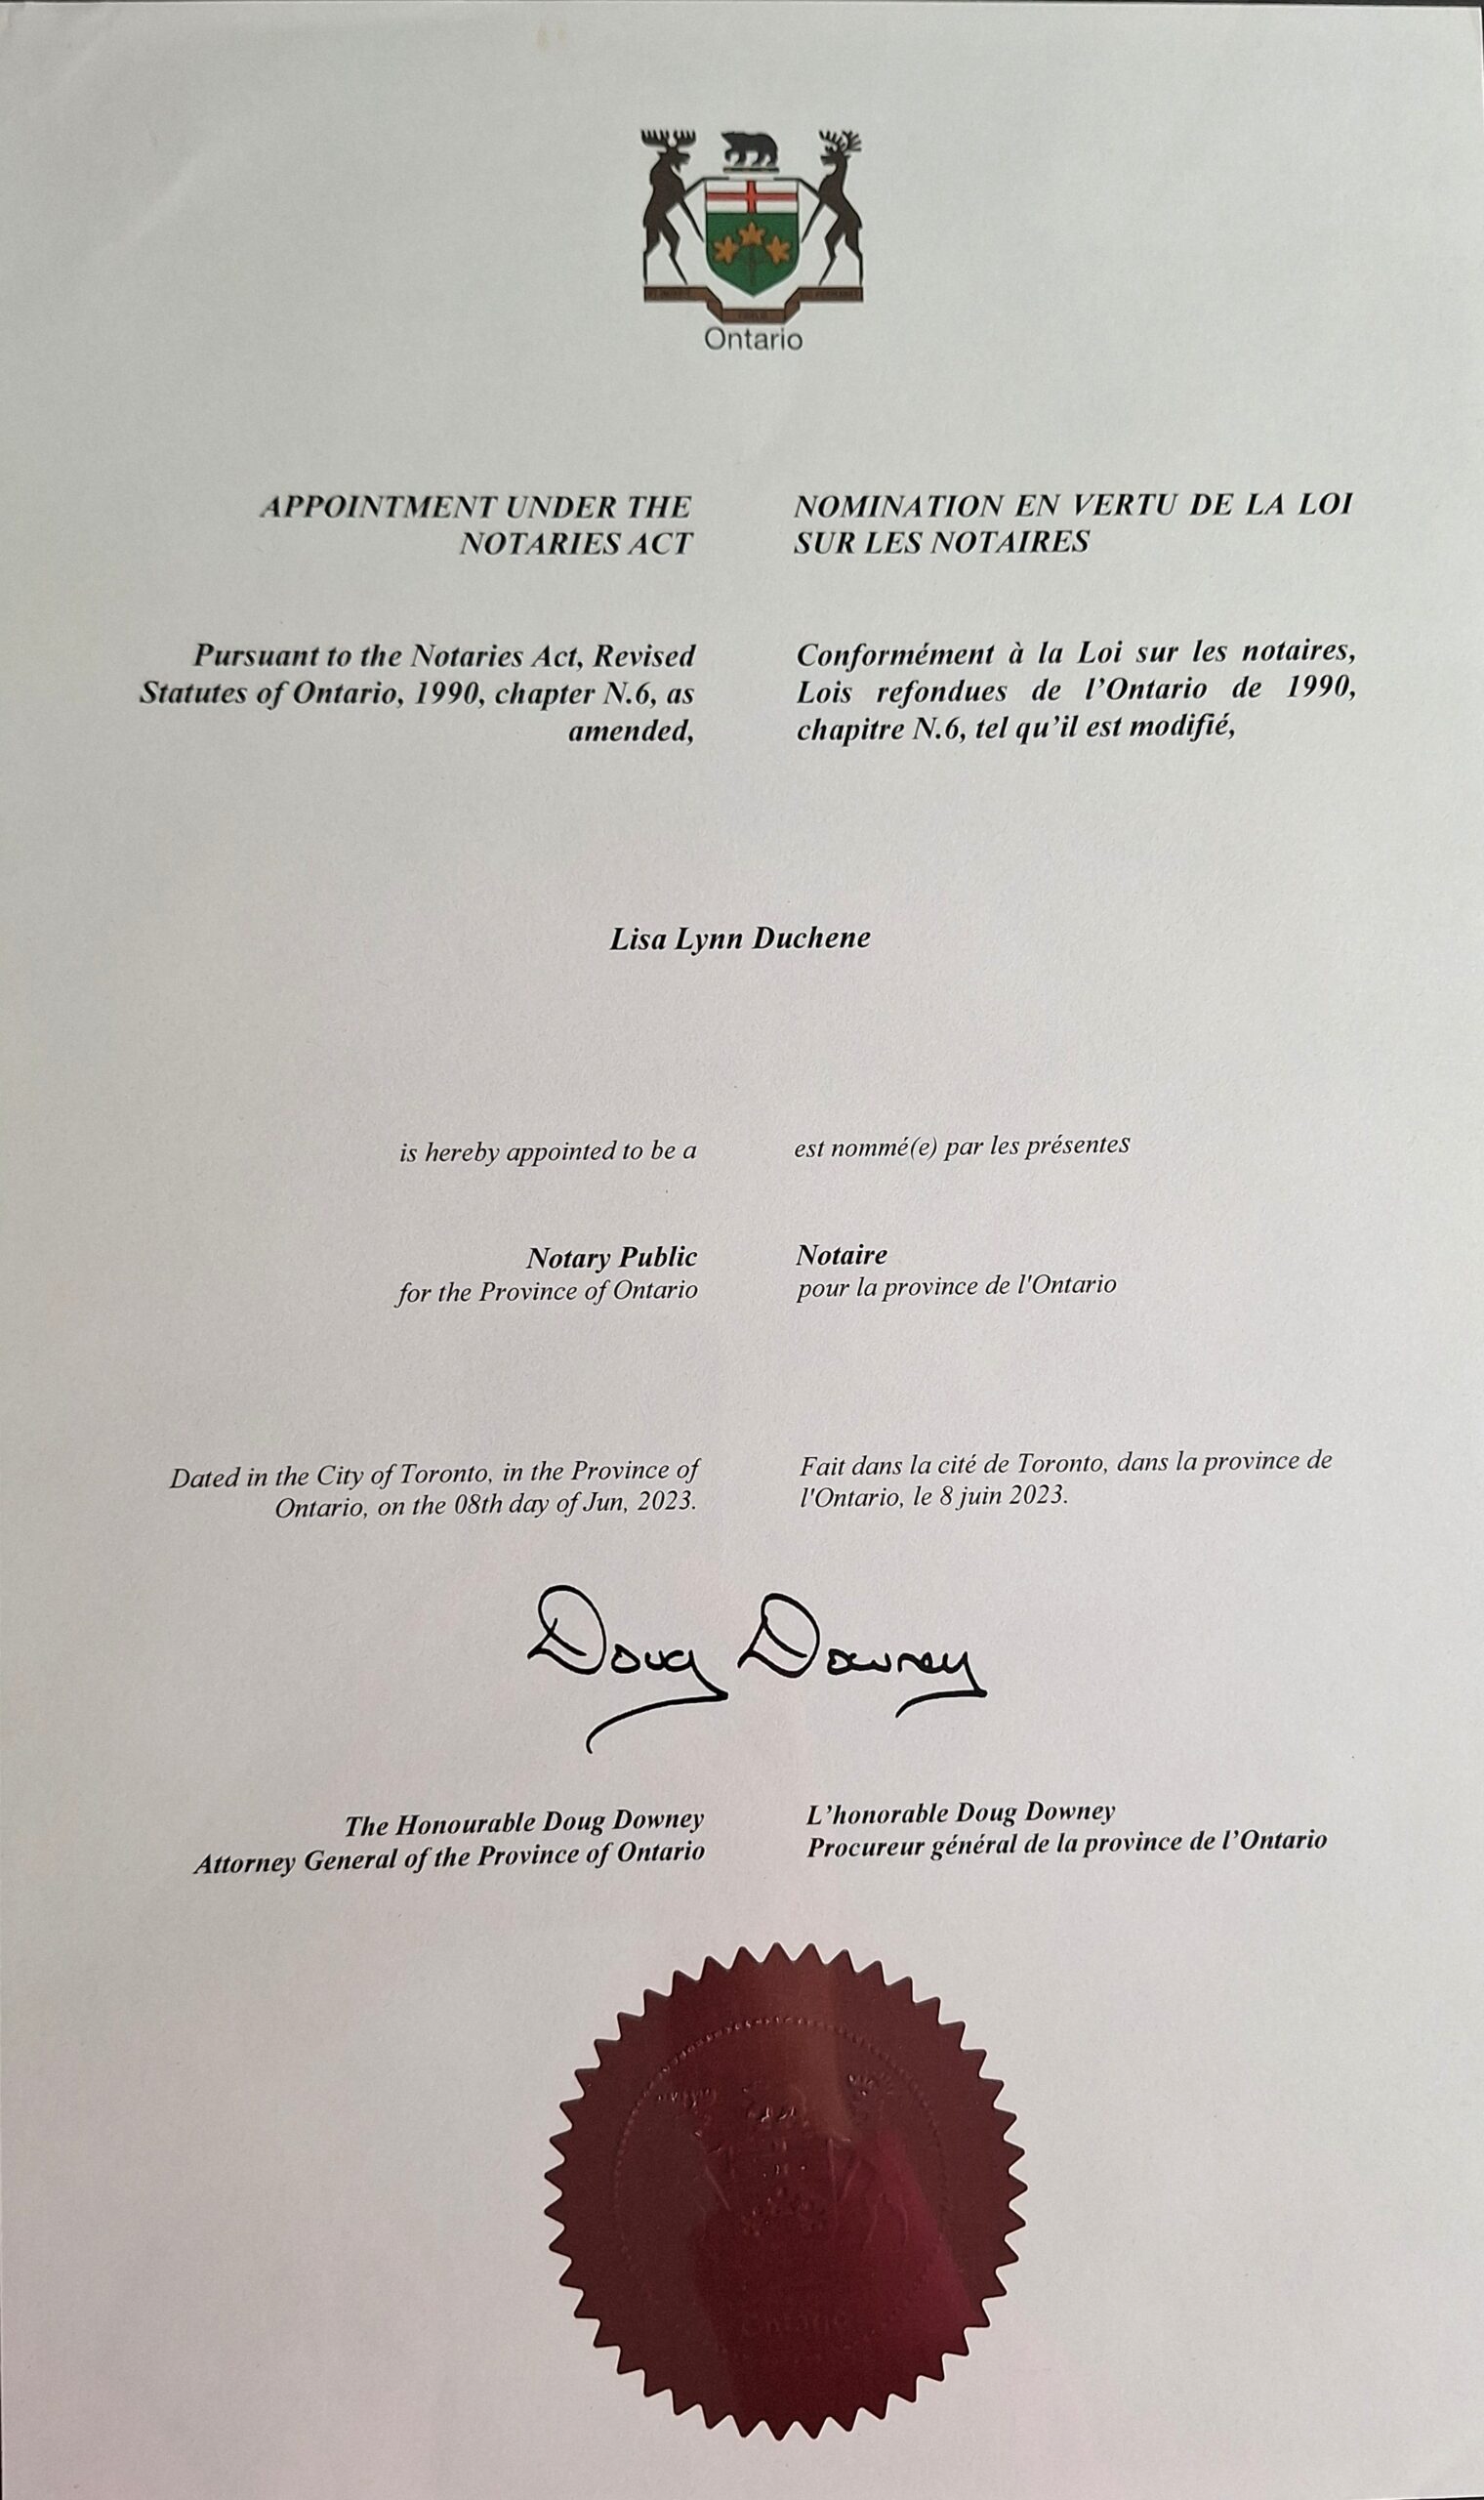 Ontario
APPOINTMENT UNDER THE
NOTARIES ACT
NOMINATION EN VERTU DE LA LOI
SUR LES NOTAIRES
Pursuant to the Notaries Act, Revised
Statutes of Ontario, 1990, chapter N.6, as
amended,
Conformément à la Loi sur les notaires,
Lois refondues de l’Ontario de 1990,
chapitre N.6, tel qu’il est modifié,
Lisa Lynn Duchene
is hereby appointed to be a
est nommé(e) par les présentes
Notary Public
for the Province of Ontario
Notaire
pour la province de l'Ontario
Dated in the City of Toronto, in the Province of
Ontario, on the 08th day of Jun, 2023.
Fait dans la cité de Toronto, dans la province de
l'Ontario, le 8 juin 2023.
Doug Downey
The Honourable Doug Downey
Attorney General of the Province of Ontario
L’honorable Doug Downey
Procureur général de la province de l’Ontario
Ontario